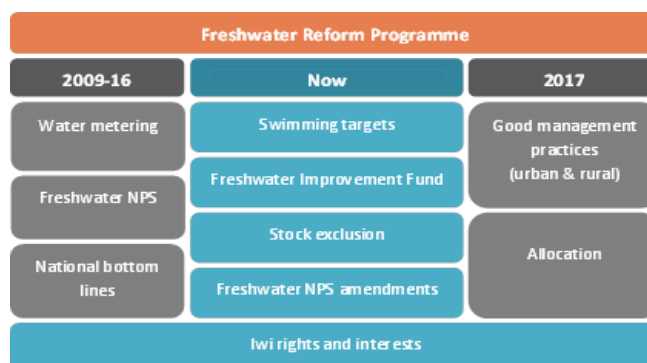 Freshwater Reform Programme
2009-16
Now
2017
Water metering
Freshwater NPS
National bottom
lines
Swimming targets
Freshwater Improvement Fund
Stock exclusion
Freshwater NPS amendments
Good management
practices
(urban & rural)
Allocation
Iwi rights and interests